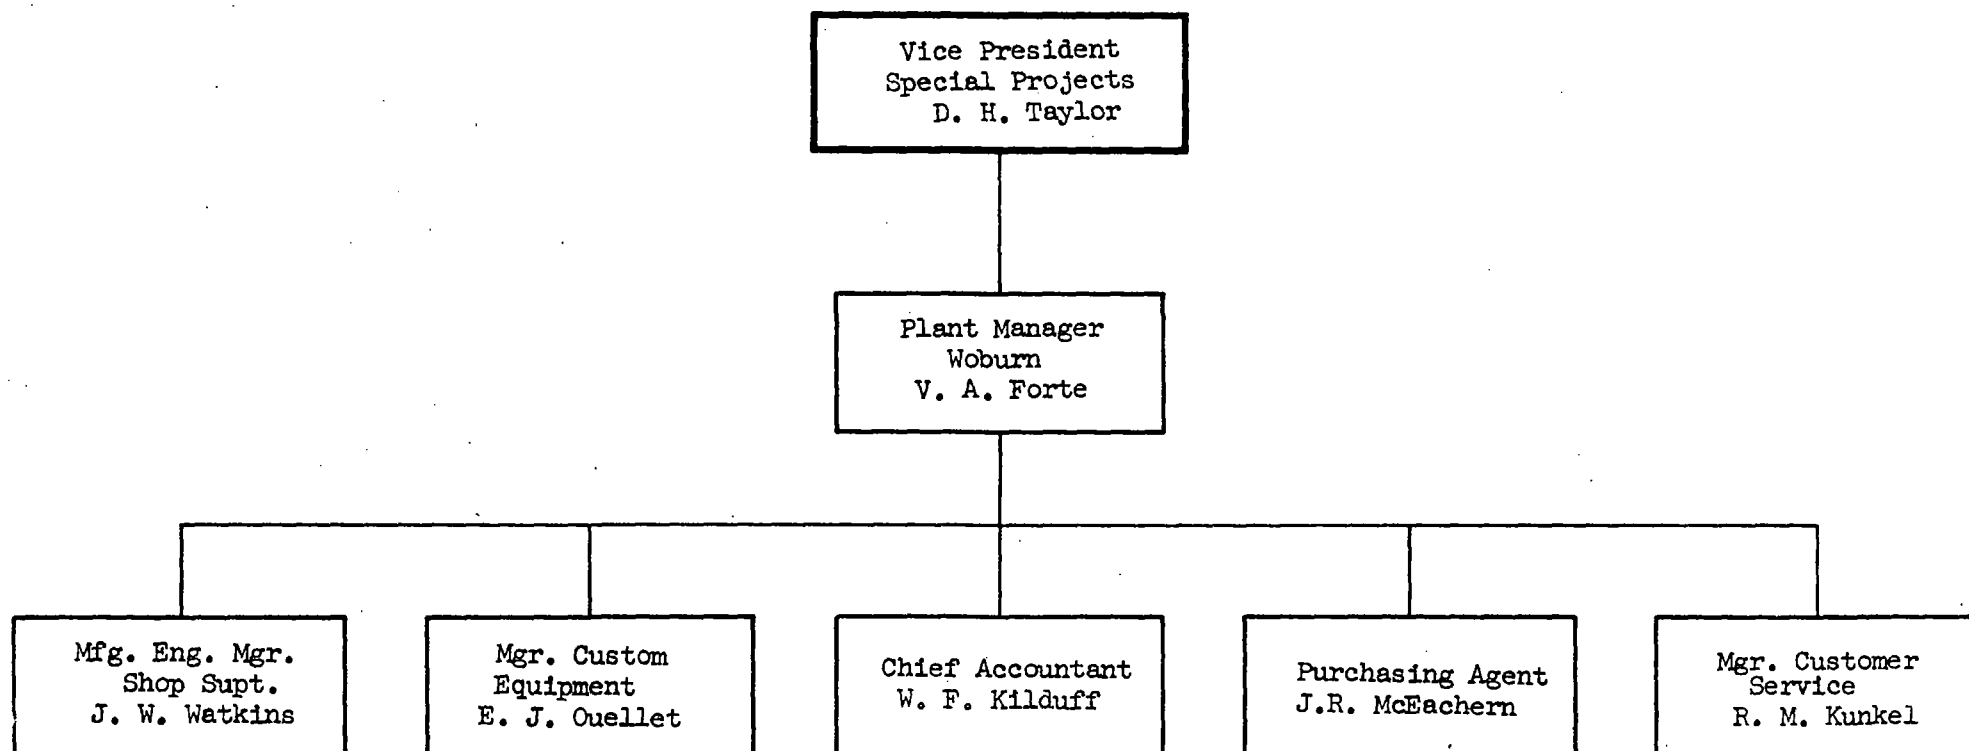 Vice President
Special Projects
D. H. Taylor
Plant Manager
Woburn
V. A. Forte
Mfg. Eng. Mgr.
Shop Supt.
J. W. Watkins
Mgr. Custom
Equipment
E. J. Ouellet
Chief Accountant
W. F. Kilduff
Purchasing Agent
J.R. McEachern
Mgr. Customer
Service
R. M. Kunkel